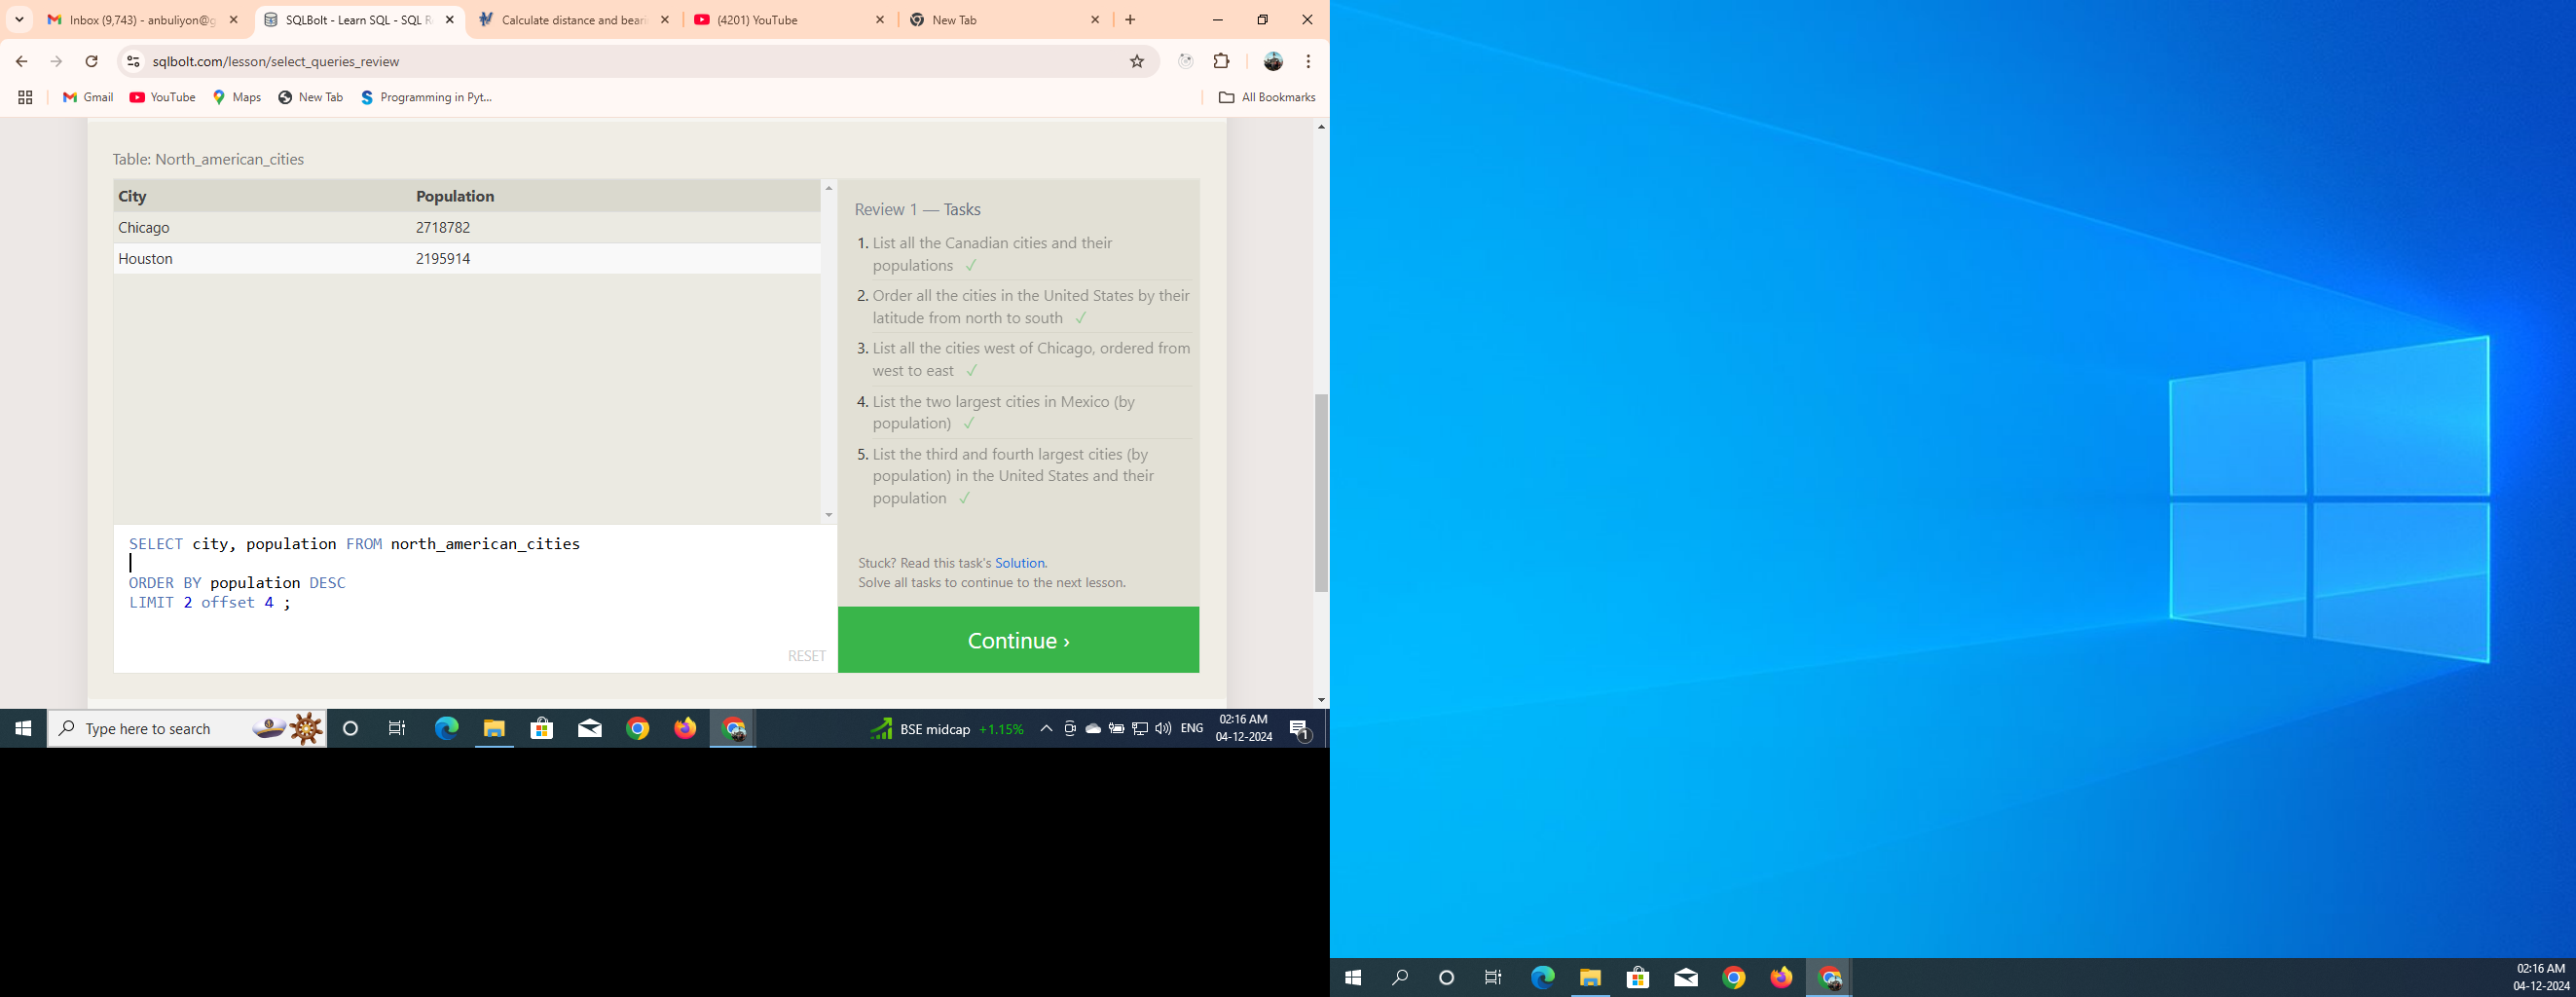 Inbox (9,743) - anbuliyon@g
SQLBolt - Learn SQL - SQL R
Calculate distance and beari
(4201) YouTube
New Tab
sqlbolt.com/lesson/select_queries_review
Gmail
YouTube
Maps
New Tab
Programming in Pyt...
All Bookmarks
Table: North_american_cities
City Population
Chicago 2718782
Houston 2195914
SELECT city, population FROM north_american_cities
ORDER BY population DESC
LIMIT 2 offset 4 ;
RESET
Review 1 — Tasks
1. List all the Canadian cities and their
populations ✓
2. Order all the cities in the United States by their
latitude from north to south ✓
3. List all the cities west of Chicago, ordered from
west to east ✓
4. List the two largest cities in Mexico (by
population) ✓
5. List the third and fourth largest cities (by
population) in the United States and their
population ✓
Stuck? Read this task's Solution.
Solve all tasks to continue to the next lesson.
Continue ›
Type here to search
BSE midcap +1.15%
ENG
02:16 AM
04-12-2024
1
02:16 AM
04-12-2024